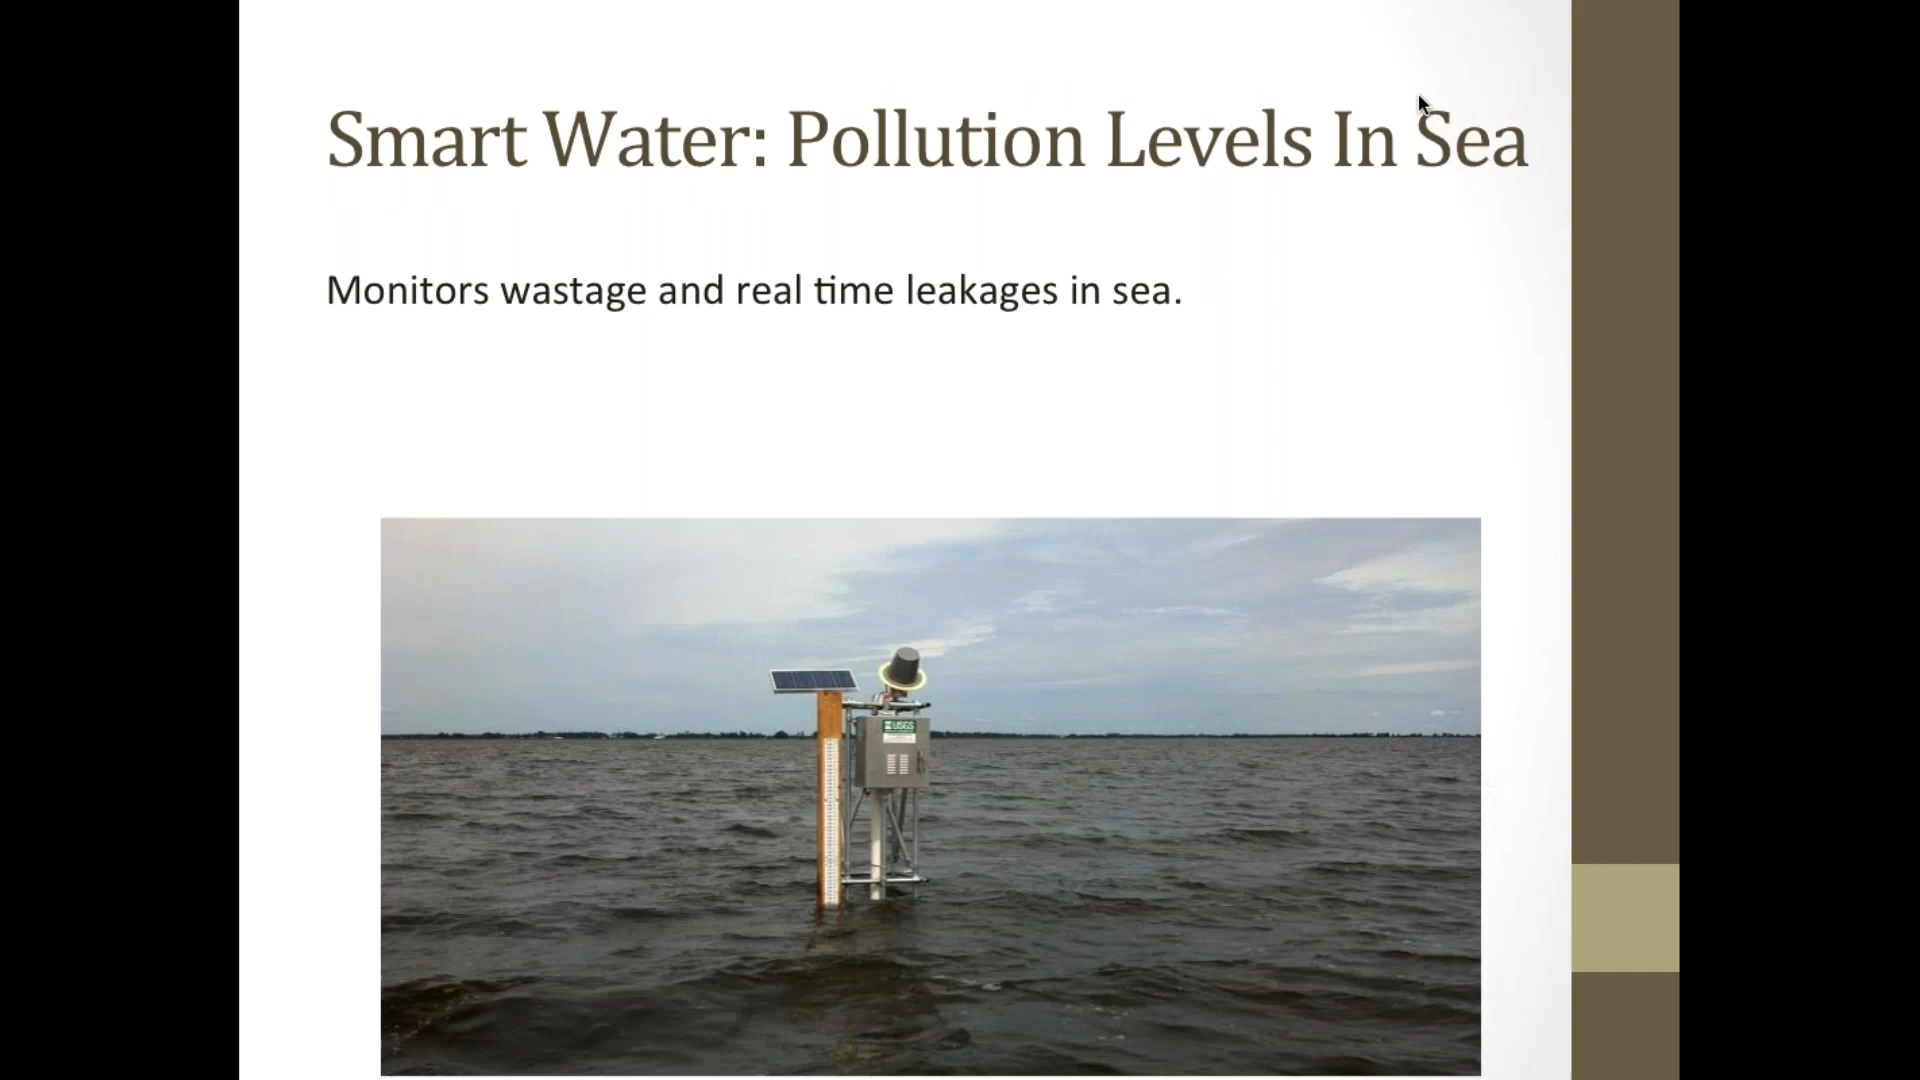 Smart Water: Pollution Levels In Sea
Monitors wastage and real time leakages in sea.
USGS